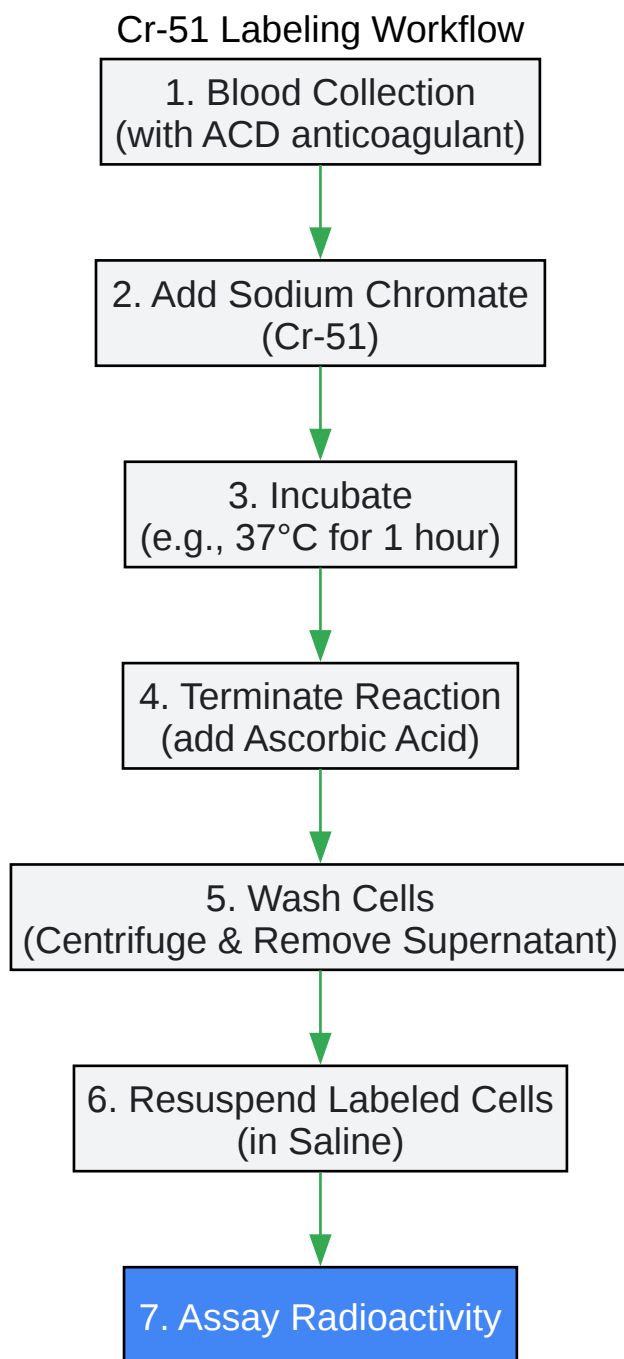 Cr-51 Labeling Workflow
1. Blood Collection
(with ACD anticoagulant)
2. Add Sodium Chromate
(Cr-51)
3. Incubate
(e.g., 37°C for 1 hour)
4. Terminate Reaction
(add Ascorbic Acid)
5. Wash Cells
(Centrifuge & Remove Supernatant)
6. Resuspend Labeled Cells
(in Saline)
7. Assay Radioactivity